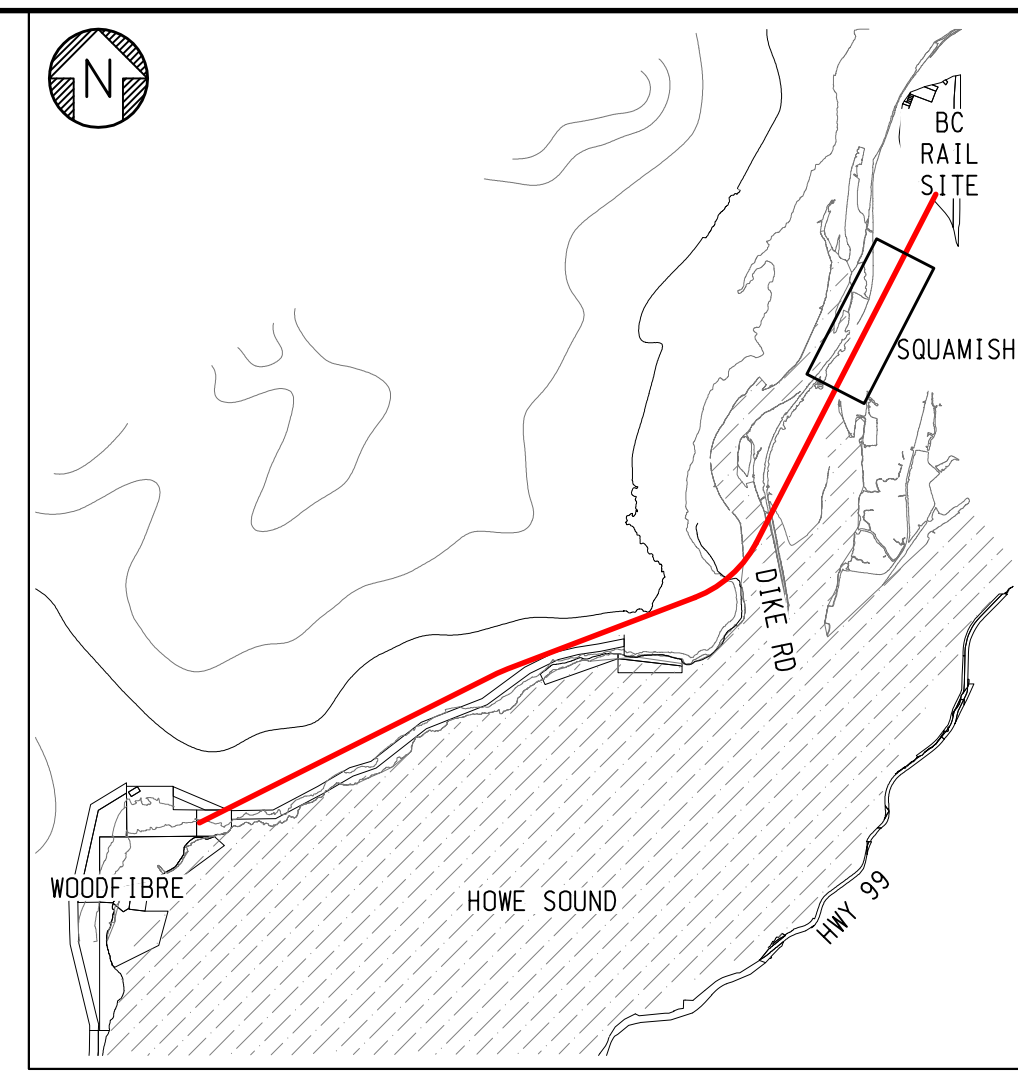 N
BC
RAIL
SITE
SQUAMISH
DIKE RD
WOODFIBRE
HOWE SOUND
HWY 99